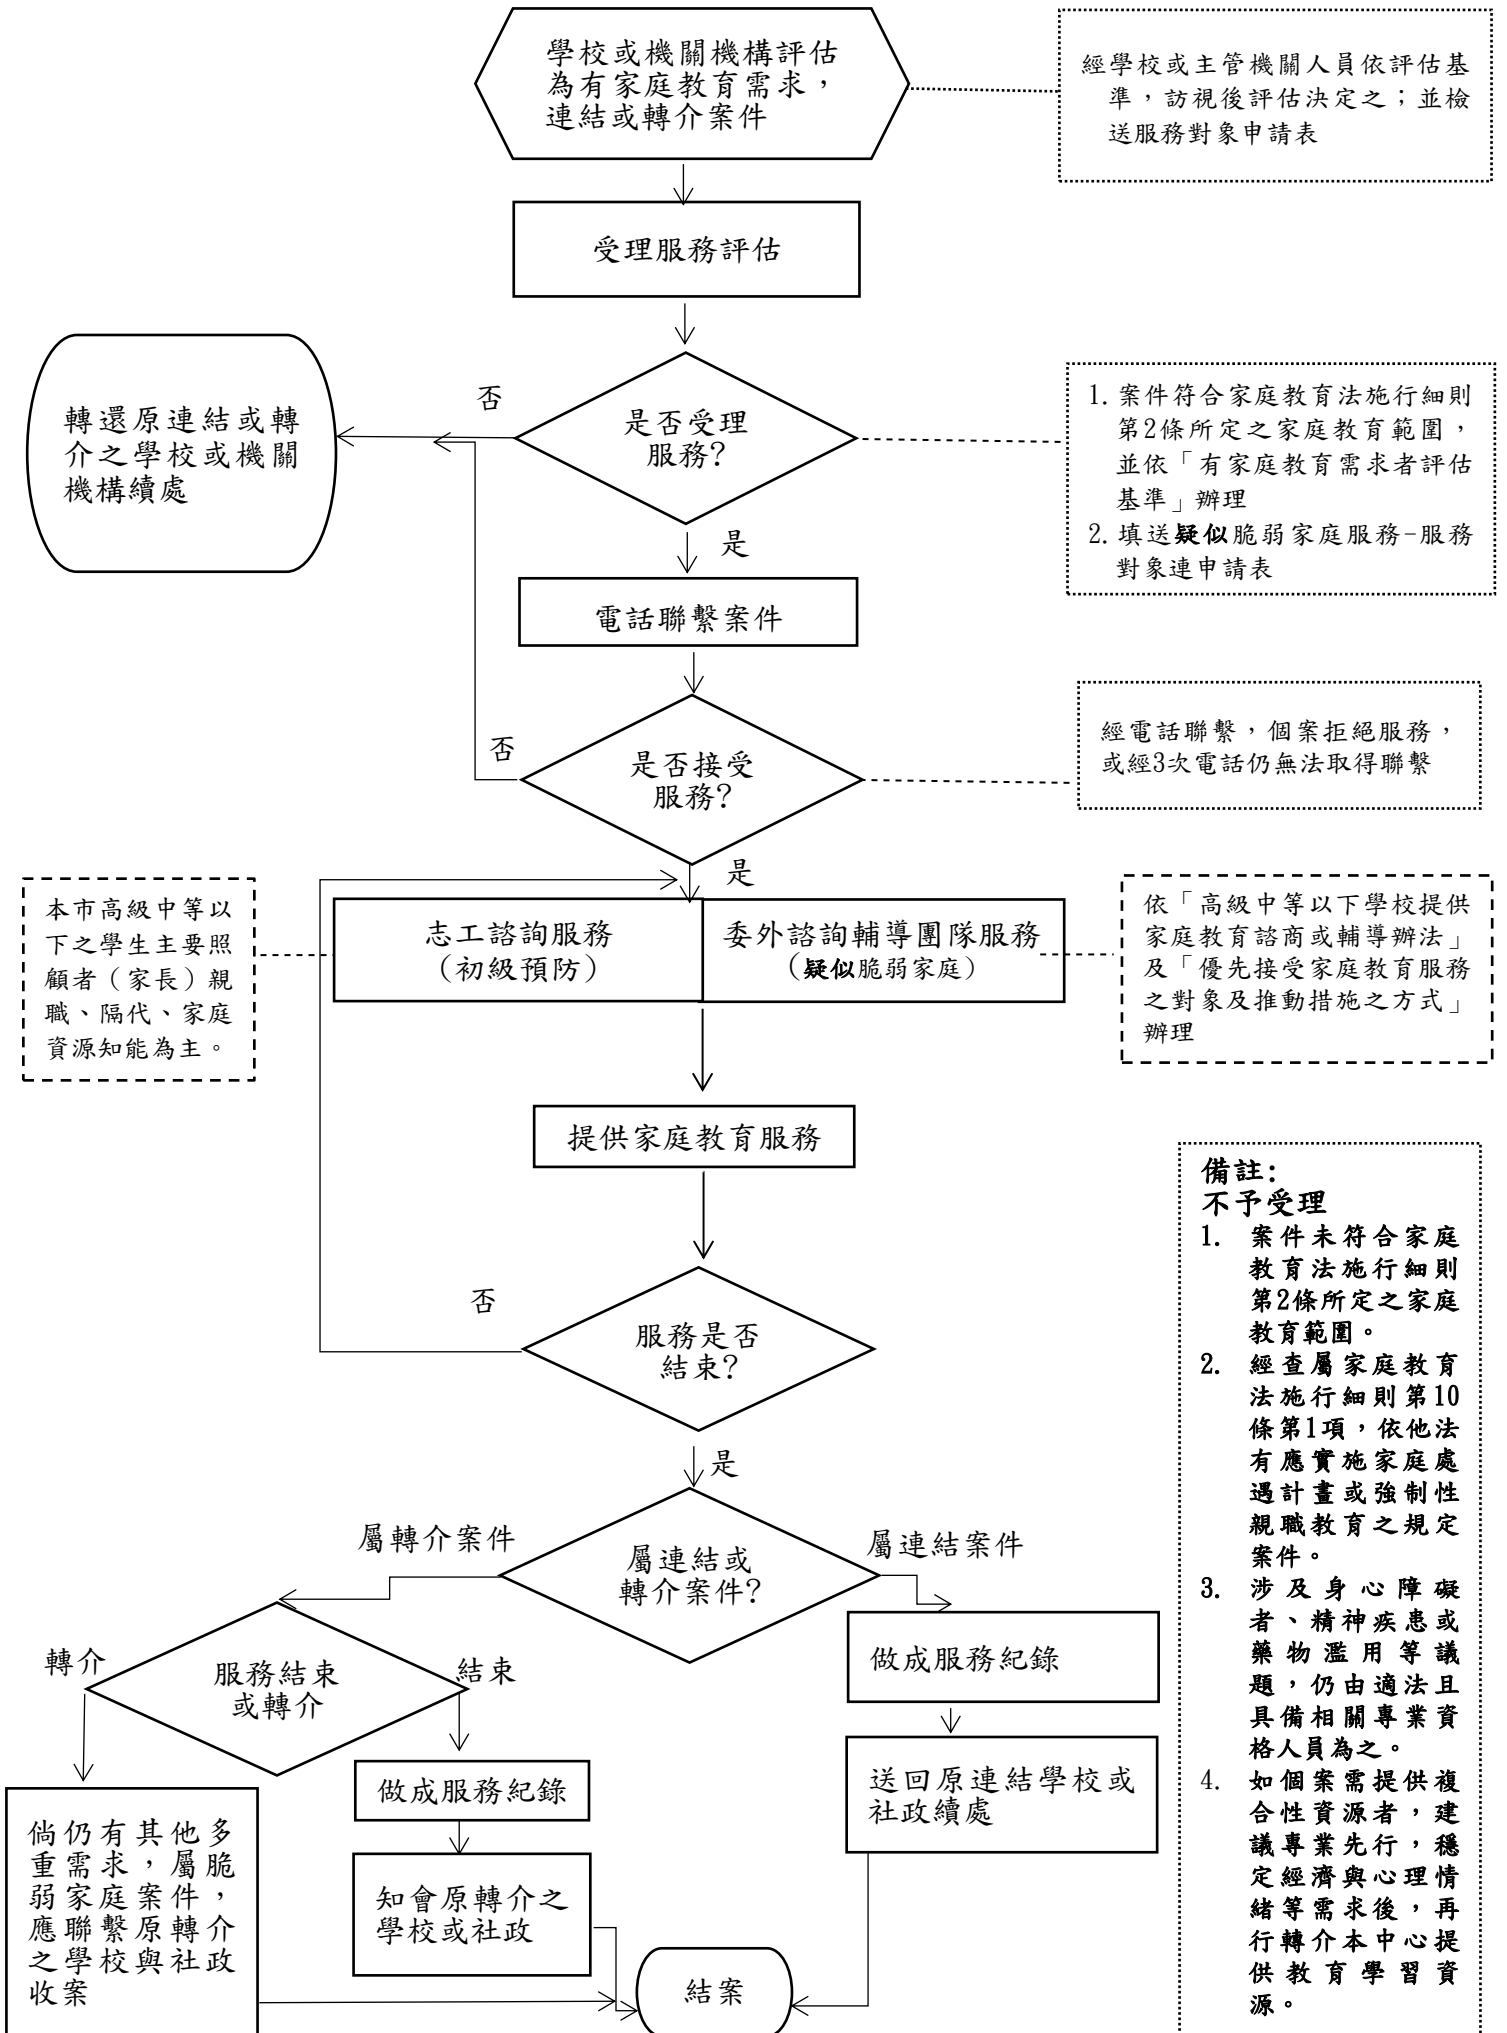 學校或機關機構評估
為有家庭教育需求，
連結或轉介案件
經學校或主管機關人員依評估基
準，訪視後評估決定之；並檢
送服務對象申請表
受理服務評估
否
是否受理
服務?
轉還原連結或轉
介之學校或機關
機構續處
1. 案件符合家庭教育法施行細則
第2條所定之家庭教育範圍，
並依「有家庭教育需求者評估
基準」辦理
2. 填送疑似脆弱家庭服務-服務
對象連申請表
是
電話聯繫案件
否
是否接受
服務?
經電話聯繫，個案拒絕服務，
或經3次電話仍無法取得聯繫
是
本市高級中等以
下之學生主要照
顧者（家長）親
職、隔代、家庭
資源知能為主。
志工諮詢服務
(初級預防)
委外諮詢輔導團隊服務
(疑似脆弱家庭)
依「高級中等以下學校提供
家庭教育諮商或輔導辦法」
及「優先接受家庭教育服務
之對象及推動措施之方式」
辦理
提供家庭教育服務
否
服務是否
結束?
是
屬轉介案件
屬連結或
轉介案件?
屬連結案件
轉介
服務結束
或轉介
結束
做成服務紀錄
做成服務紀錄
送回原連結學校或
社政續處
倘仍有其他多
重需求，屬脆
弱家庭案件，
應聯繫原轉介
之學校與社政
收案
知會原轉介之
學校或社政
結案
備註:
不予受理
1. 案件未符合家庭
教育法施行細則
第2條所定之家庭
教育範圍。
2. 經查屬家庭教育
法施行細則第10
條第1項，依他法
有應實施家庭處
遇計畫或強制性
親職教育之規定
案件。
3. 涉及身心障礙
者、精神疾患或
藥物濫用等議
題，仍由適法且
具備相關專業資
格人員為之。
4. 如個案需提供複
合性資源者，建
議專業先行，穩
定經濟與心理情
緒等需求後，再
行轉介本中心提
供教育學習資
源。